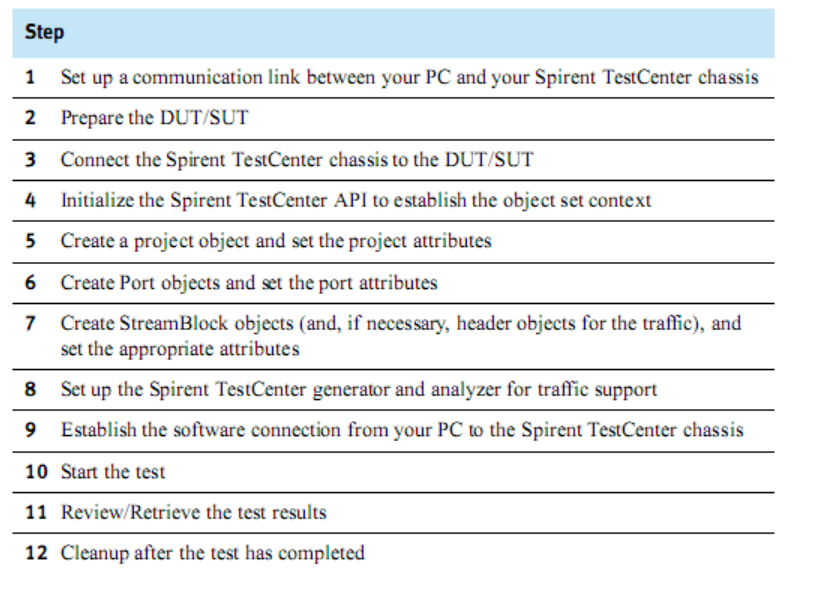 Step
1 Set up a communication link between your PC and your Spirent TestCenter chassis
2 Prepare the DUT/SUT
3 Connect the Spirent TestCenter chassis to the DUT/SUT
4 Initialize the Spirent TestCenter API to establish the object set context
5 Create a project object and set the project attributes
6 Create Port objects and set the port attributes
7 Create StreamBlock objects (and, if necessary, header objects for the traffic), and
set the appropriate attributes
8 Set up the Spirent TestCenter generator and analyzer for traffic support
9 Establish the software connection from your PC to the Spirent TestCenter chassis
10 Start the test
11 Review/Retrieve the test results
12 Cleanup after the test has completed